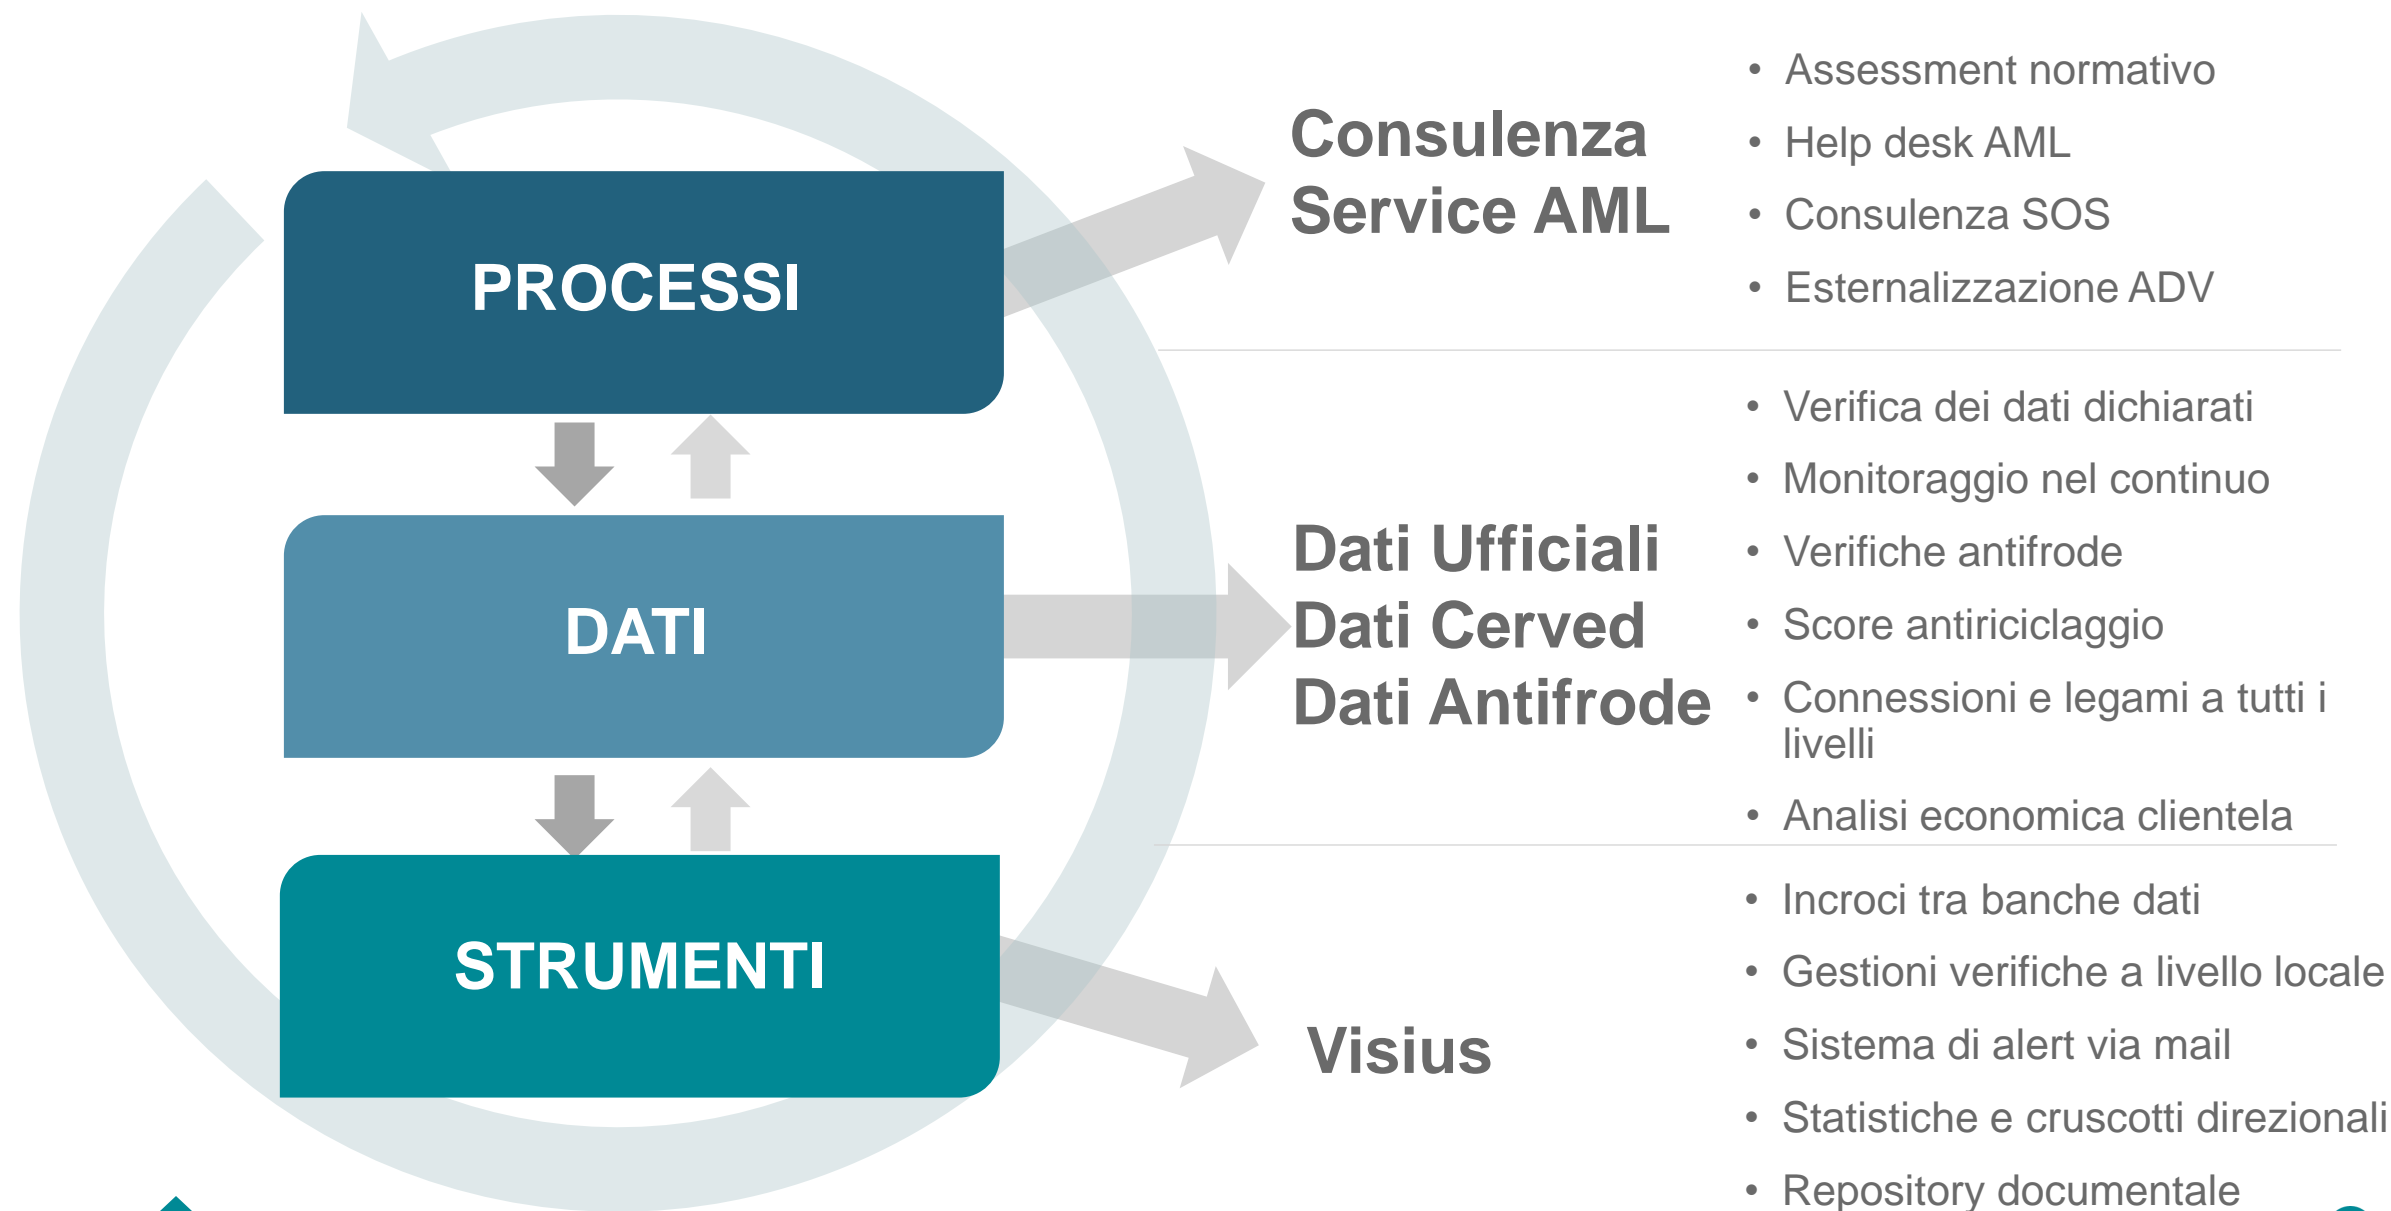 PROCESSI
Consulenza
Service AML
• Assessment normativo
• Help desk AML
• Consulenza SOS
• Esternalizzazione ADV
DATI
Dati Ufficiali
Dati Cerved
Dati Antifrode
• Verifica dei dati dichiarati
• Monitoraggio nel continuo
• Verifiche antifrode
• Score antiriciclaggio
• Connessioni e legami a tutti i
livelli
• Analisi economica clientela
STRUMENTI
Visius
• Incroci tra banche dati
• Gestioni verifiche a livello locale
• Sistema di alert via mail
• Statistiche e cruscotti direzionali
• Repository documentale